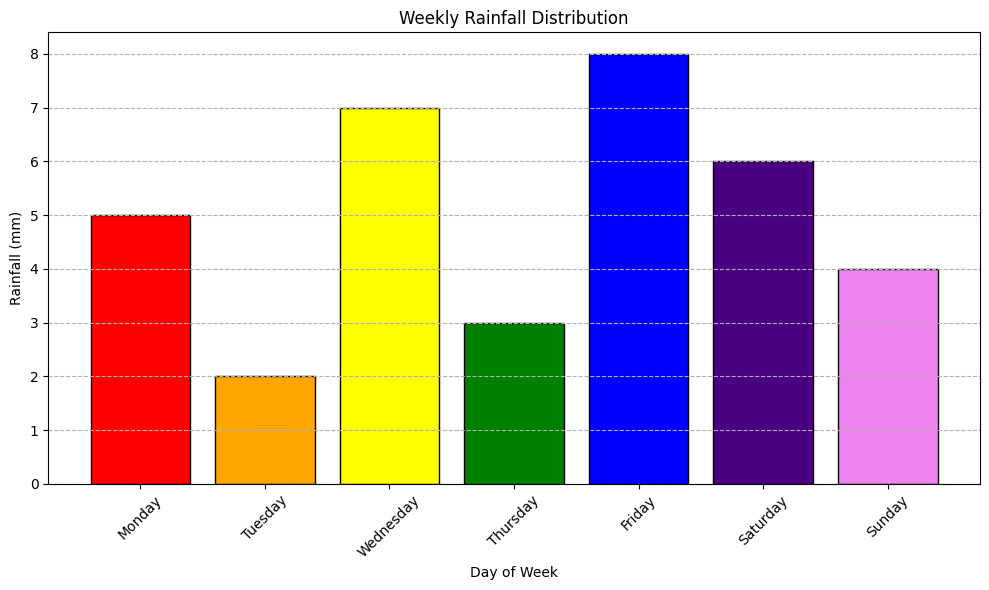 Weekly Rainfall Distribution
8
7
6
5
4
3
2
1
0
Rainfall (mm)
Monday
Tuesday
Wednesday
Thursday
Friday
Saturday
Sunday
Day of Week